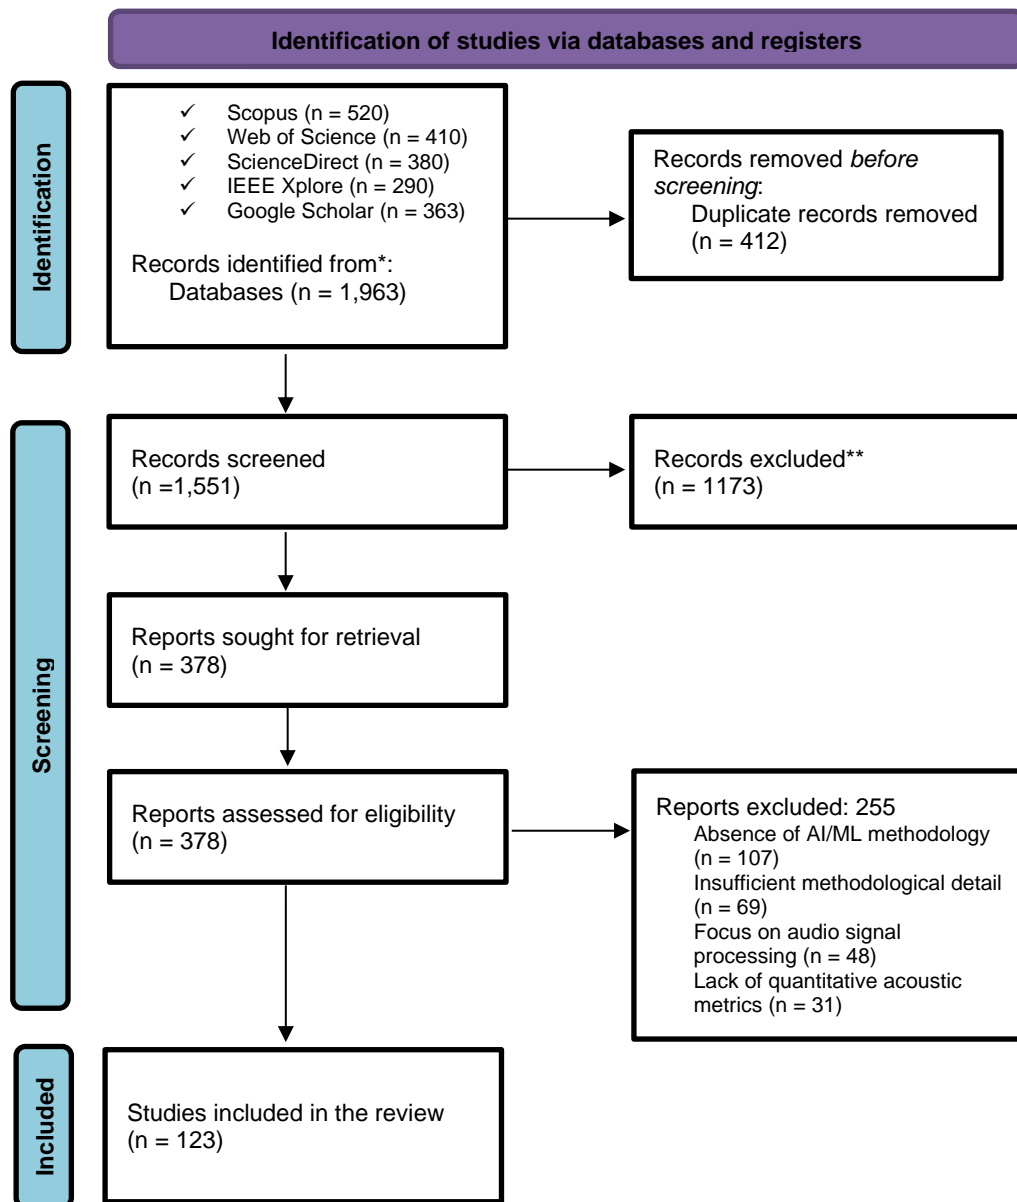 Identification of studies via databases and registers
Identification
✓ Scopus (n = 520)
✓ Web of Science (n = 410)
✓ ScienceDirect (n = 380)
✓ IEEE Xplore (n = 290)
✓ Google Scholar (n = 363)
Records identified from*:
Databases (n = 1,963)
Records removed before
screening:
Duplicate records removed
(n = 412)
Screening
Records screened
(n =1,551)
Records excluded**
(n = 1173)
Reports sought for retrieval
(n = 378)
Reports assessed for eligibility
(n = 378)
Reports excluded: 255
Absence of AI/ML methodology
(n = 107)
Insufficient methodological detail
(n = 69)
Focus on audio signal
processing (n = 48)
Lack of quantitative acoustic
metrics (n = 31)
Included
Studies included in the review
(n = 123)